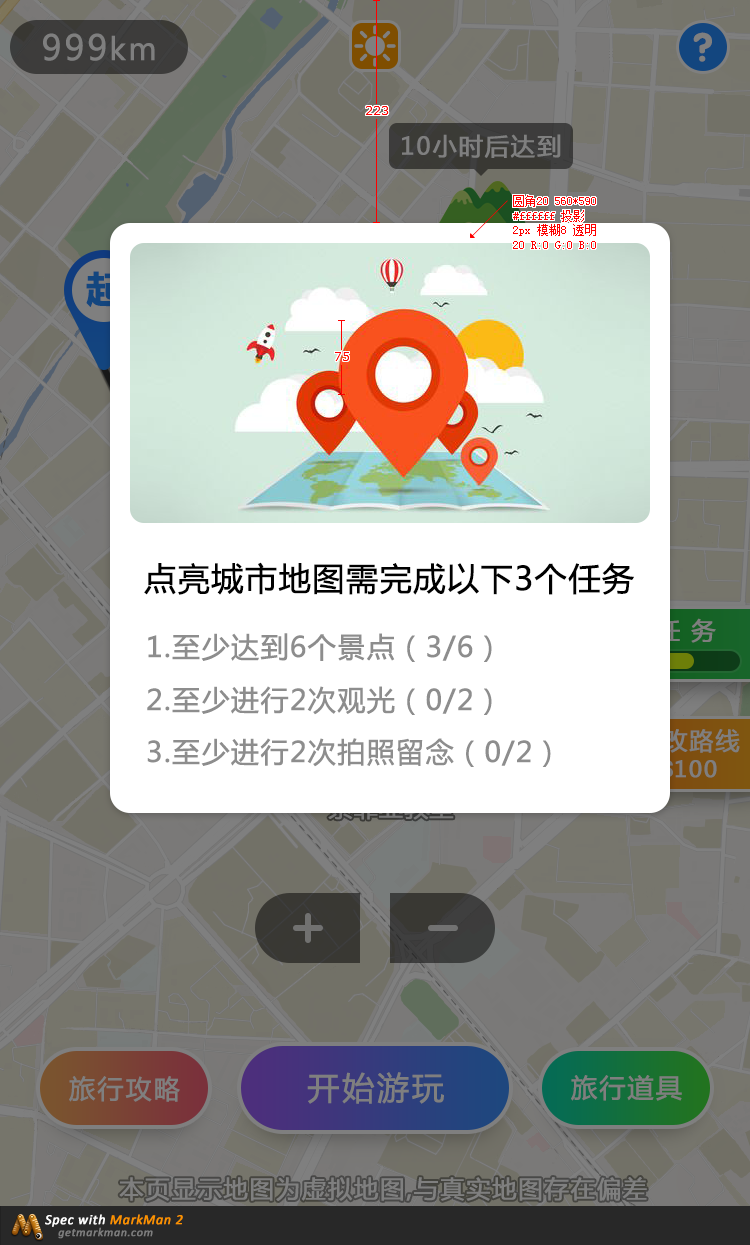 999km
?
223
10小时后达到
圆角20 560*590
#ffffff 投影
2px 模糊8 透明
20 R:0 G:0 B:0
起
75
点亮城市地图需完成以下3个任务
任 务
1.至少达到6个景点（3/6）
2.至少进行2次观光（0/2）
改路线
3.至少进行2次拍照留念（0/2）
$100
+
−
旅行攻略
开始游玩
旅行道具
本页显示地图为虚拟地图,与真实地图存在偏差
Spec with MarkMan 2
getmarkman.com